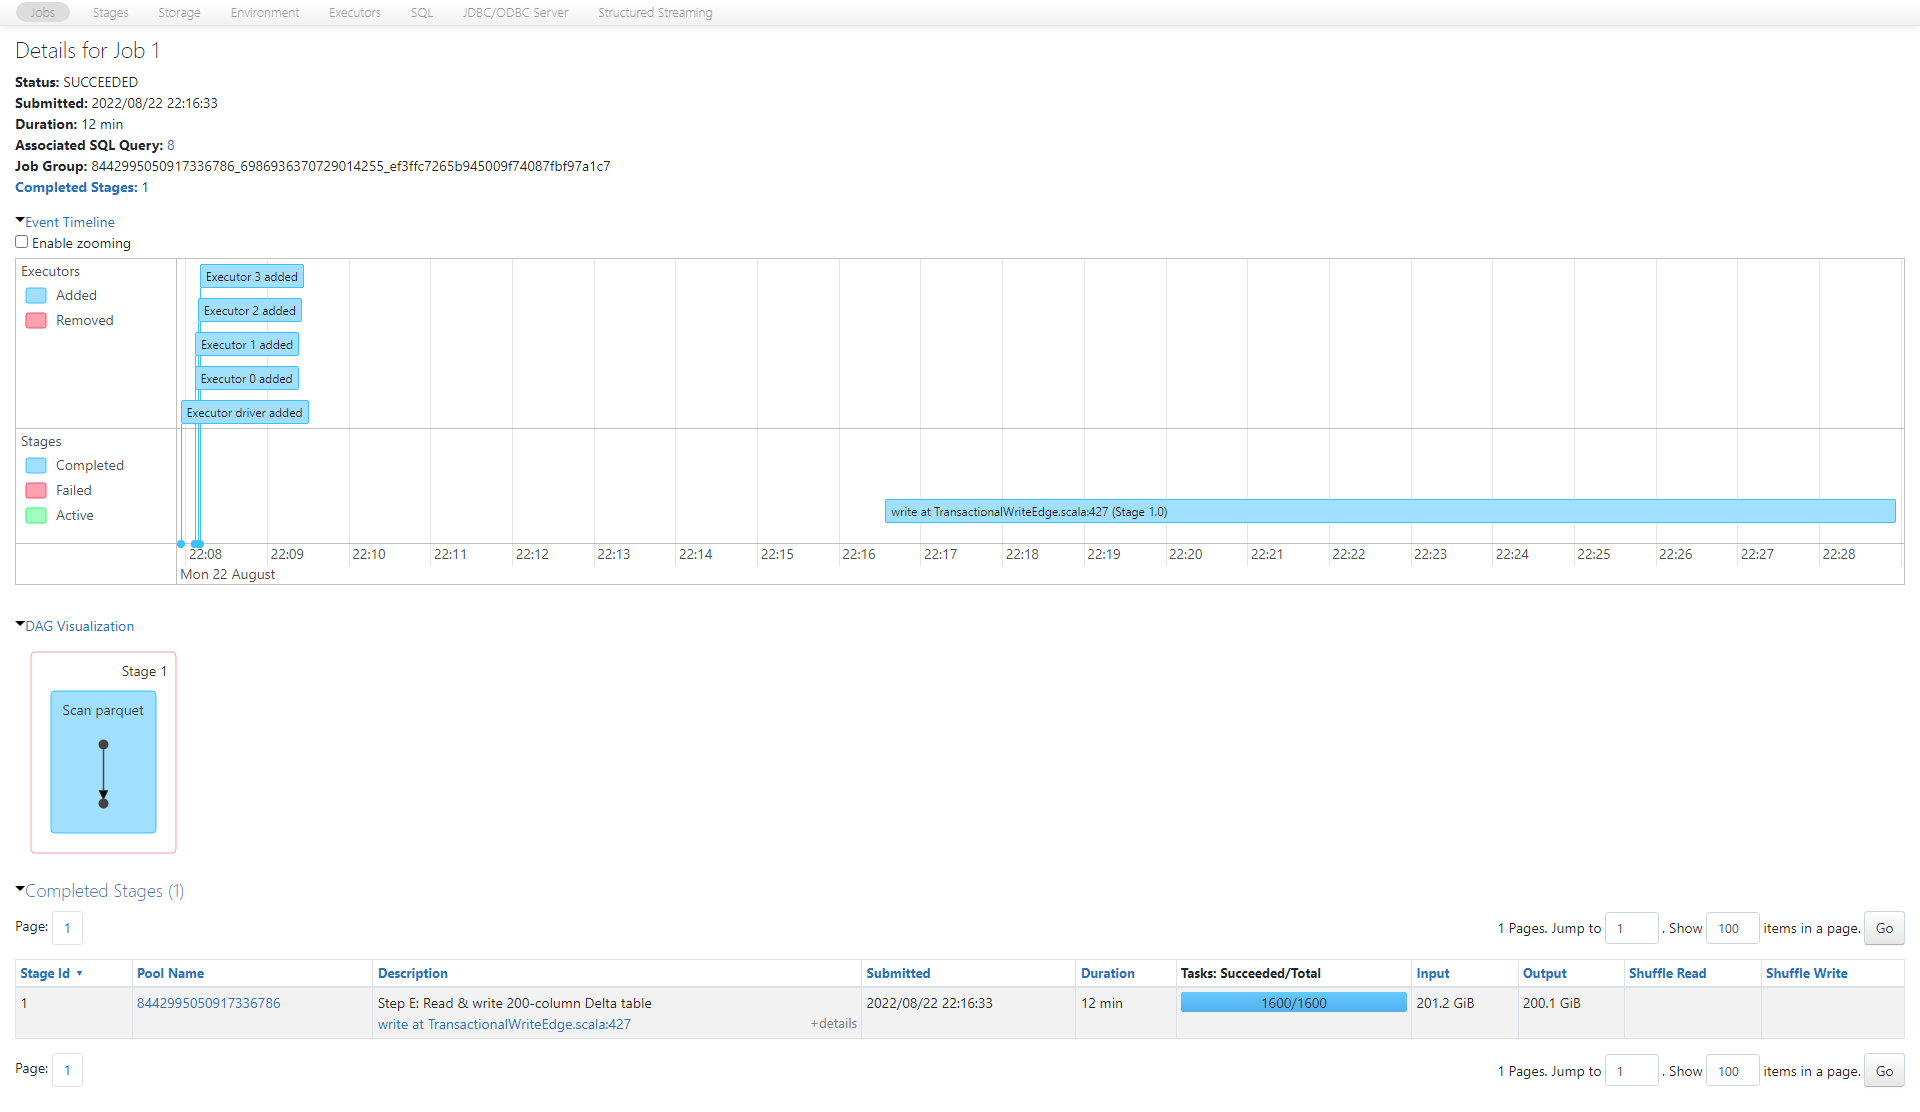 Jobs Stages Storage Environment Executors SQL JDBC/ODBC Server Structured Streaming
Details for Job 1
Status: SUCCEEDED
Submitted: 2022/08/22 22:16:33
Duration: 12 min
Associated SQL Query: 8
Job Group: 8442995050917336786_6986936370729014255_ef3ffc7265b945009f74087fbf97a1c7
Completed Stages: 1
Event Timeline
Enable zooming
Executors
Added
Removed
Executor 3 added
Executor 2 added
Executor 1 added
Executor 0 added
Executor driver added
Stages
Completed
Failed
Active
write at TransactionalWriteEdge.scala:427 (Stage 1.0)
22:08 22:09 22:10 22:11 22:12 22:13 22:14 22:15 22:16 22:17 22:18 22:19 22:20 22:21 22:22 22:23 22:24 22:25 22:26 22:27 22:28
Mon 22 August
DAG Visualization
Stage 1
Scan parquet
Completed Stages (1)
Page: 1 1 Pages. Jump to 1 . Show 100 items in a page. Go
Stage Id Pool Name Description Submitted Duration Tasks: Succeeded/Total Input Output Shuffle Read Shuffle Write
1 8442995050917336786 Step E: Read & write 200-column Delta table 2022/08/22 22:16:33 12 min 1600/1600 201.2 GiB 200.1 GiB
write at TransactionalWriteEdge.scala:427 +details
Page: 1 1 Pages. Jump to 1 . Show 100 items in a page. Go